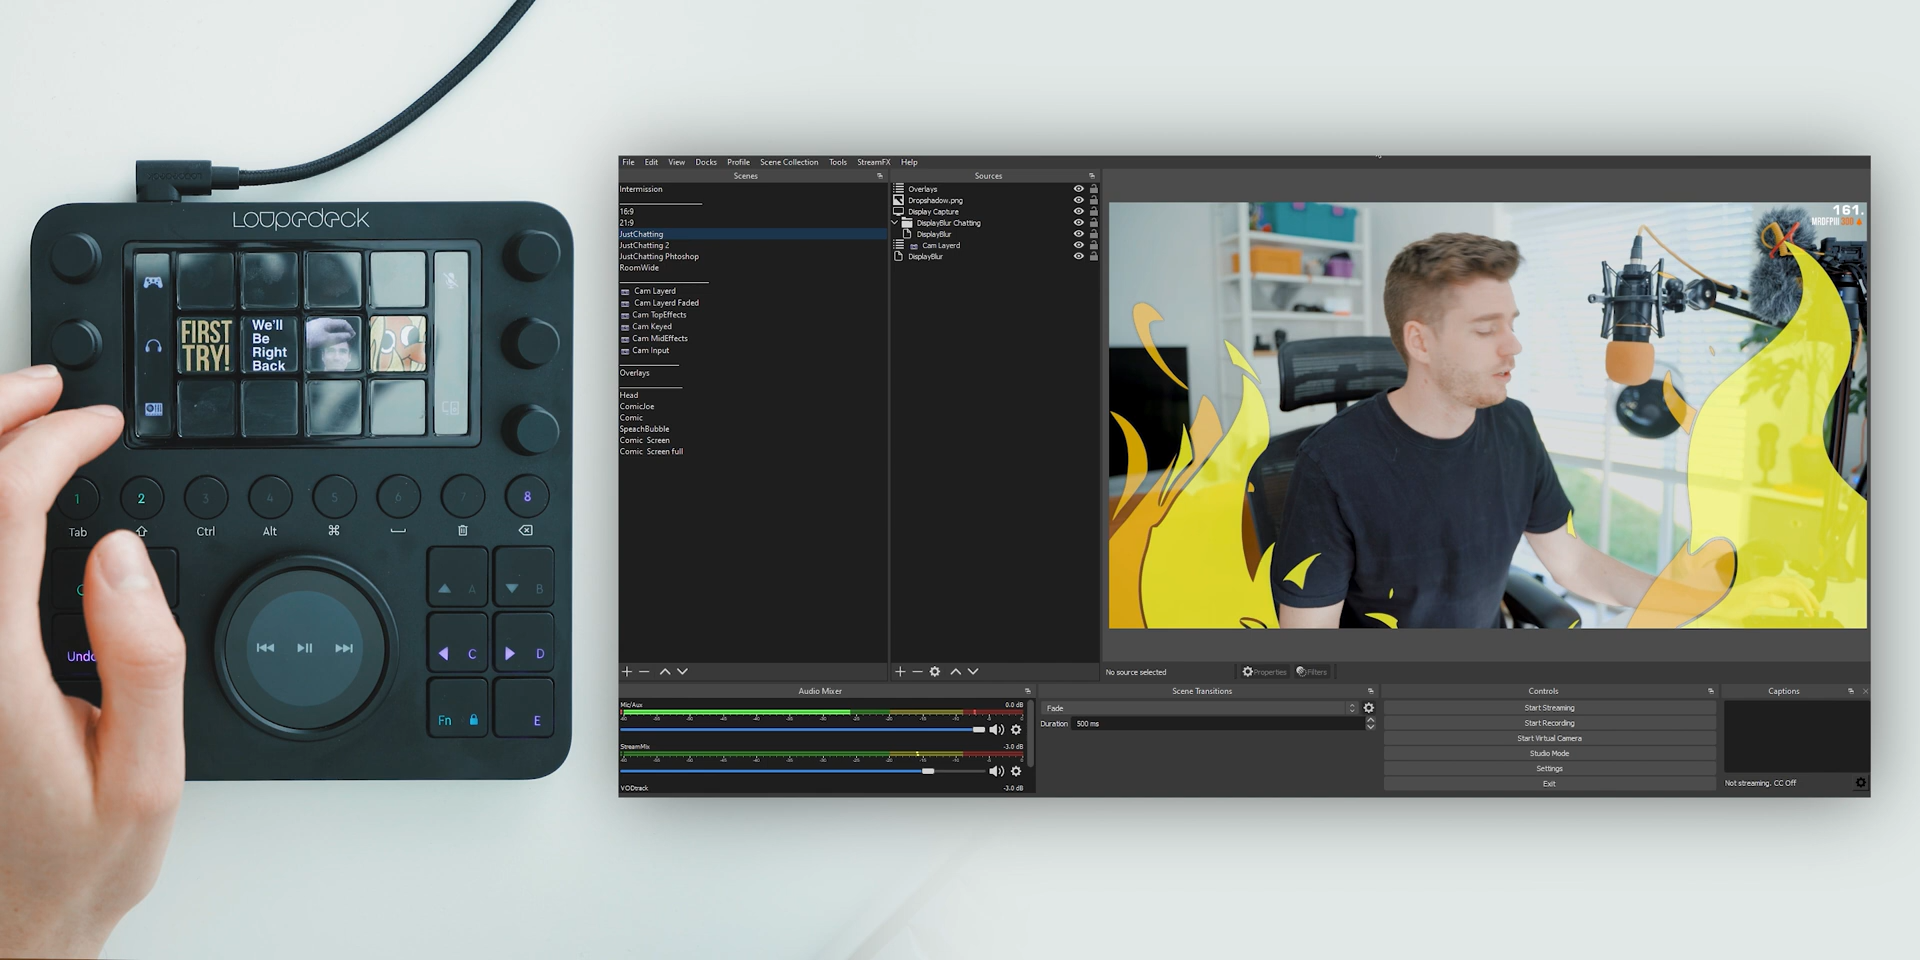 Loupedeck
FIRST
TRY!
We'll
Be
Right
Back
1 2 3 4 5 6 7 8
Tab Ctrl Alt
A B
C D
Undo
Fn E
File Edit View Docks Profile Scene Collection Tools StreamFX Help
Scenes
Intermission
16:9
21:9
JustChatting
JustChatting 2
JustChatting Phtoshop
RoomWide
Cam Layerd
Cam Layerd Faded
Cam TopEffects
Cam Keyed
Cam MidEffects
Cam Input
Overlays
Head
ComicJoe
Comic
SpeachBubble
Comic Screen
Comic Screen full
Sources
Overlays
Dropshadow.png
Display Capture
DisplayBlur Chatting
DisplayBlur
Cam Layerd
DisplayBlur
161.
No source selected
Properties
Filters
Audio Mixer
Mic/Aux 0.0 dB
StreamMix -3.0 dB
VODtrack -3.0 dB
Scene Transitions
Fade
Duration 500 ms
Controls
Start Streaming
Start Recording
Start Virtual Camera
Studio Mode
Settings
Exit
Captions
Not streaming. CC Off